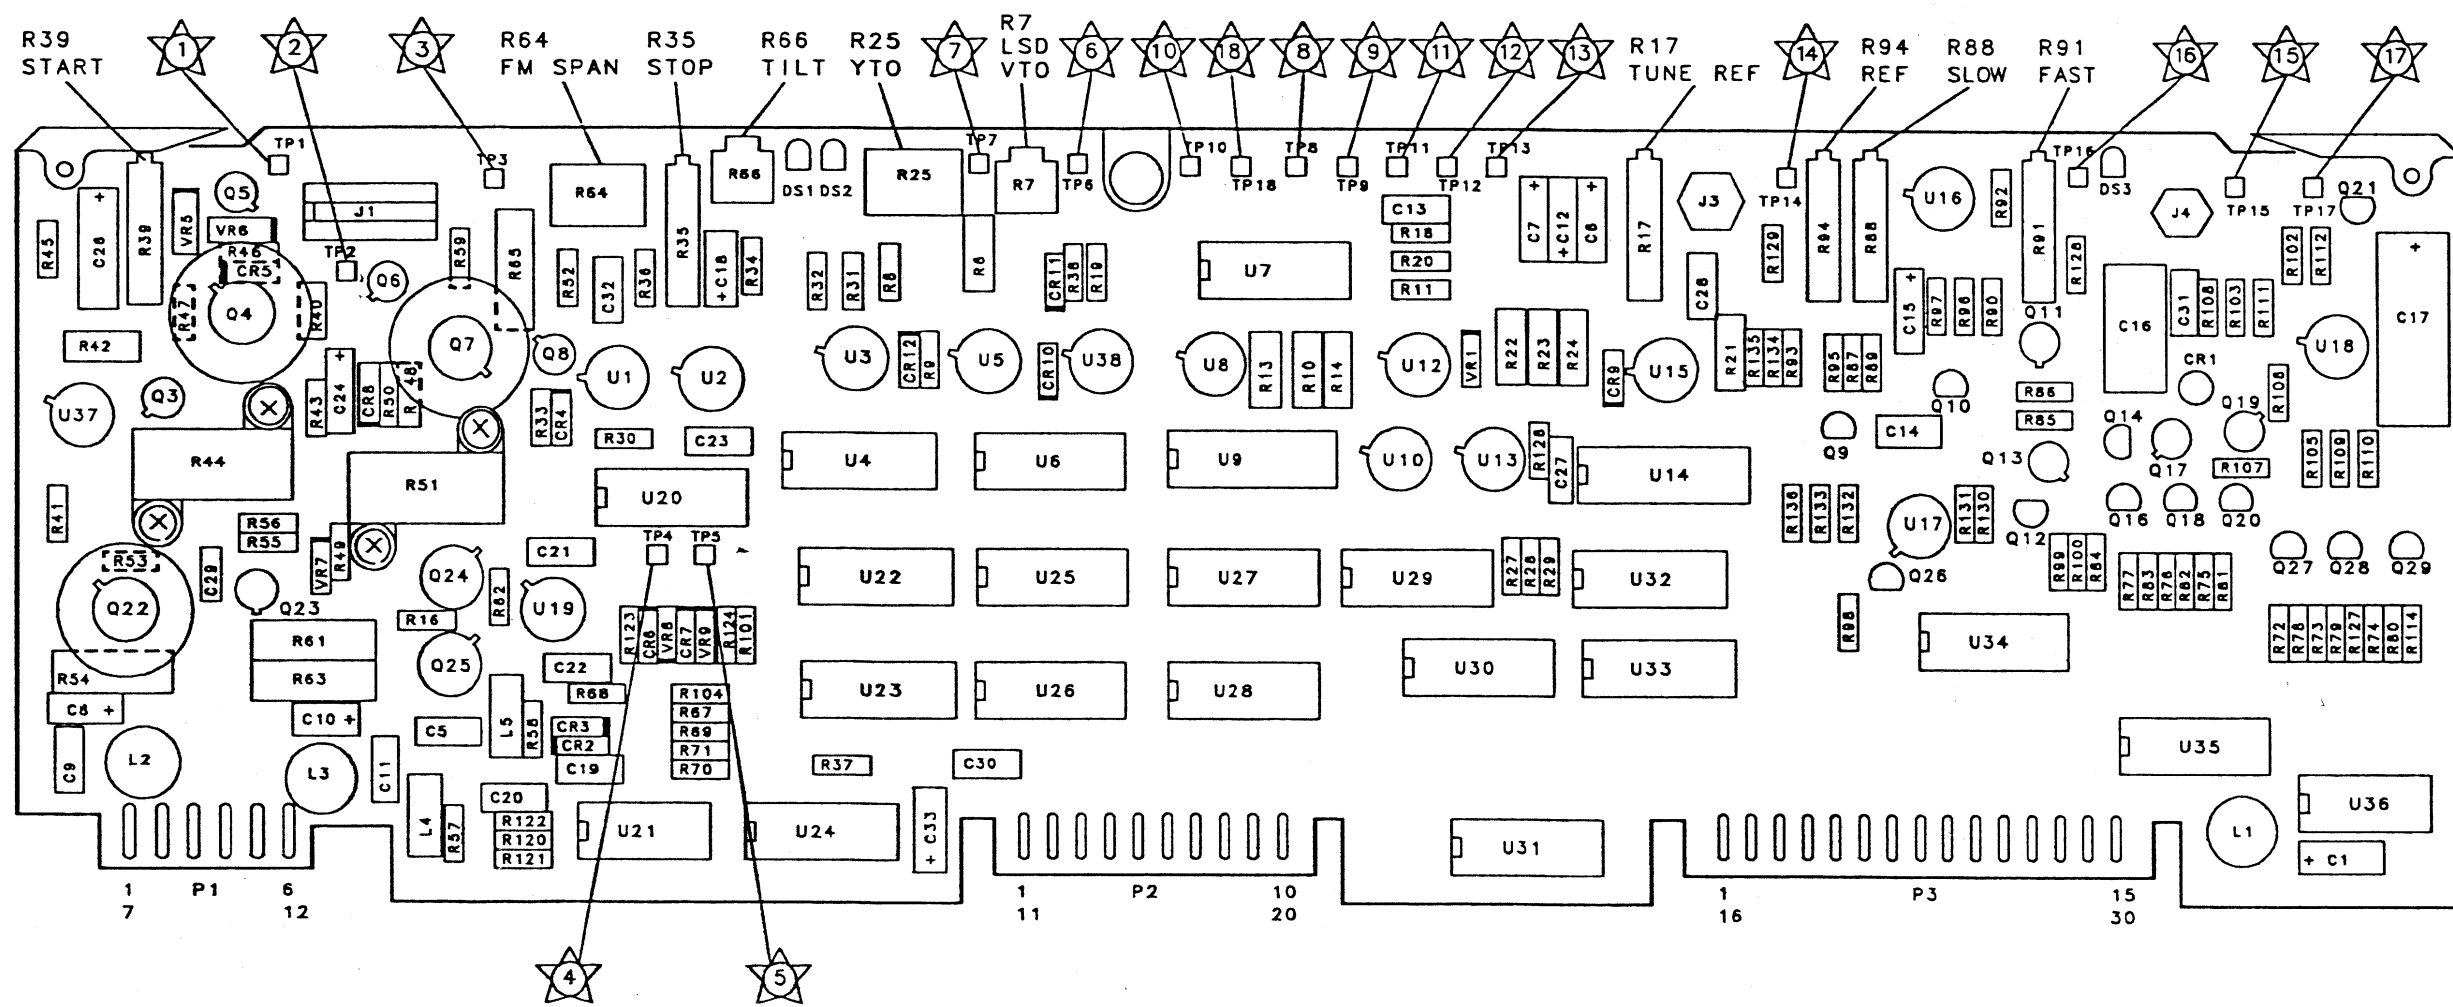 R39
START
1
2
3
R64
FM SPAN
R35
STOP
R66
TILT
R25
YTO
7
R7
LSD
VTO
6
10
18
8
9
11
12
13
R17
TUNE REF
14
R94
REF
R88
SLOW
R91
FAST
16
15
17
TP1
TP3
TP7
TP10
TP8
TP11
TP13
TP16
R66
DS1 DS2
R64
R25
R7
TP6
TP18
TP9
TP12
TP14
J3
DS3
J4
TP15
TP17
Q21
Q5
J1
VR5
VR6
R45
R39
R46
CR5
TP2
Q6
R59
R65
R52
C32
R36
R35
+ C18
R34
R32
R31
R6
CR11
R38
R19
U7
C13
R18
R20
R11
C7
+ C12
R17
R129
R94
R88
U16
R92
R91
R128
R102
R112
R47
Q4
R40
R42
Q7
Q8
U1
U2
U3
CR12
R9
U5
CR10
U38
U8
R13
R10
R14
U12
VR1
R22
R23
R24
CR9
U15
R21
R135
R134
R93
R95
R87
R89
C15
R97
R90
Q11
C16
C31
R103
R111
CR1
U18
C17
U37
Q3
R43
C24
CR8
R50
R48
R33
CR4
R30
C23
Q10
R86
R85
Q14
Q19
Q9
C14
R44
R51
U20
U4
U6
U9
U10
U13
C27
U14
Q13
Q17
R107
R105
R109
R110
R41
R56
R55
VR7
R49
C21
TP4
TP5
R136
R133
R132
U17
R131
R130
Q12
Q16
Q18
Q20
R53
C29
Q22
Q23
Q24
R62
U19
R16
U22
U25
U27
U29
R27
R28
R29
U32
Q26
R99
R100
R84
R77
R83
R82
R75
R81
Q27
Q28
Q29
R61
R63
R54
Q25
C22
R68
R123
CR6
CR7
VR9
R124
R101
U23
U26
U28
U30
U33
R98
U34
R72
R78
R73
R79
R127
R74
R80
R114
C10 +
C5
L5
CR3
CR2
C19
R104
R67
R71
R70
C9
L2
L3
C11
R37
C30
U35
L4
R57
C20
R122
R120
R121
U21
U24
+ C33
U31
L1
U36
+ C1
1 P1 6
7 12
1 P2 10
11 20
1 P3 15
16 30
4
5